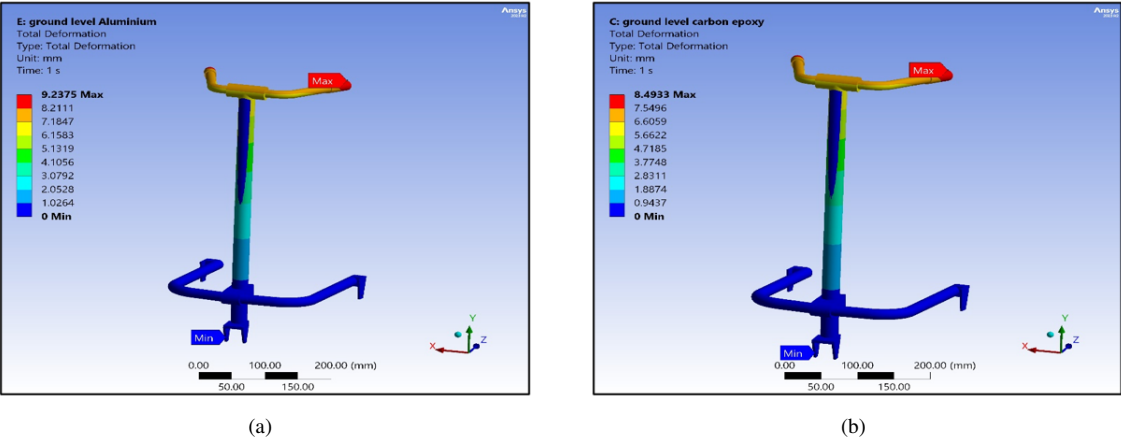 Ansys
E: ground level Aluminium
Total Deformation
Type: Total Deformation
Unit: mm
Time: 1 s
9.2375 Max
8.2111
7.1847
6.1583
5.1319
4.1056
3.0792
2.0528
1.0264
0 Min
Max
Min
Y
X
Z
0.00
100.00
200.00 (mm)
50.00
150.00
(a)
Ansys
C: ground level carbon epoxy
Total Deformation
Type: Total Deformation
Unit: mm
Time: 1 s
8.4933 Max
7.5496
6.6059
5.6622
4.7185
3.7748
2.8311
1.8874
0.9437
0 Min
Max
Min
Y
X
Z
0.00
100.00
200.00 (mm)
50.00
150.00
(b)